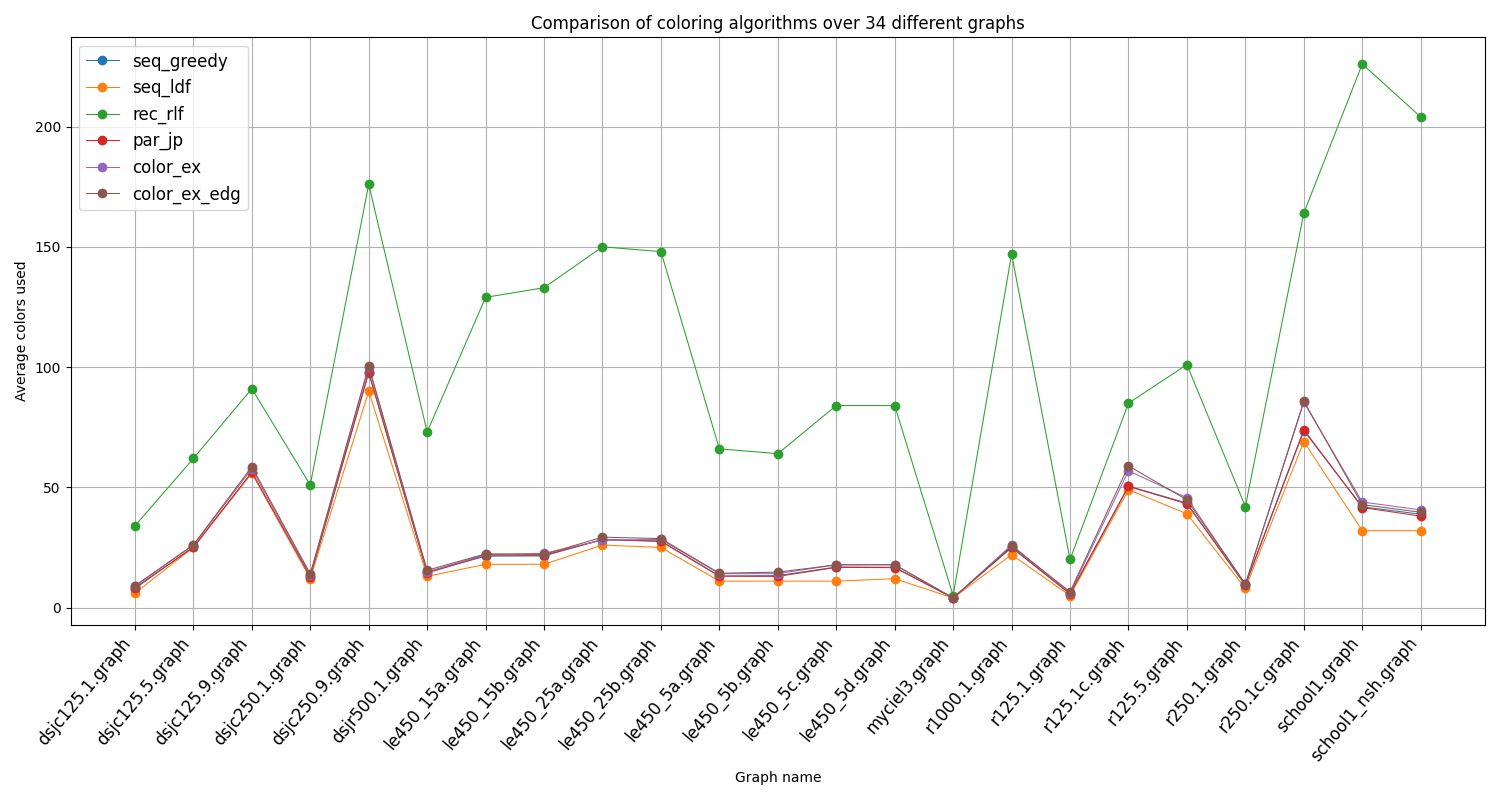 Comparison of coloring algorithms over 34 different graphs
seq_greedy
seq_ldf
rec_rlf
par_jp
color_ex
color_ex_edg
Average colors used
200
150
100
50
0
dsjc125.1.graph
dsjc125.5.graph
dsjc125.9.graph
dsjc250.1.graph
dsjc250.9.graph
dsjr500.1.graph
le450_15a.graph
le450_15b.graph
le450_25a.graph
le450_25b.graph
le450_5a.graph
le450_5b.graph
le450_5c.graph
le450_5d.graph
myciel3.graph
r1000.1.graph
r125.1.graph
r125.1c.graph
r125.5.graph
r250.1.graph
r250.1c.graph
school1.graph
school1_nsh.graph
Graph name